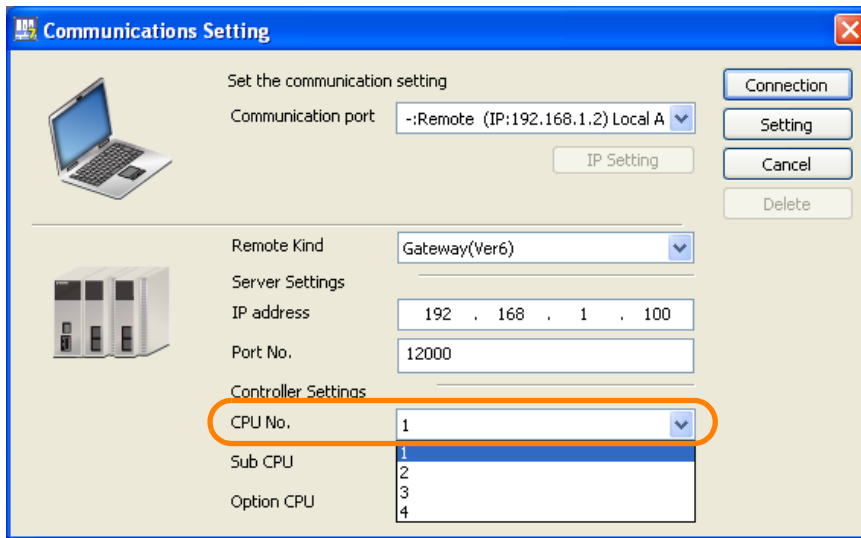 Communications Setting
Set the communication setting
Connection
Communication port -:Remote (IP:192.168.1.2) Local A
Setting
IP Setting
Cancel
Delete
Remote Kind Gateway(Ver6)
Server Settings
IP address 192 . 168 . 1 . 100
Port No. 12000
Controller Settings
CPU No. 1
1
Sub CPU
2
3
Option CPU
4